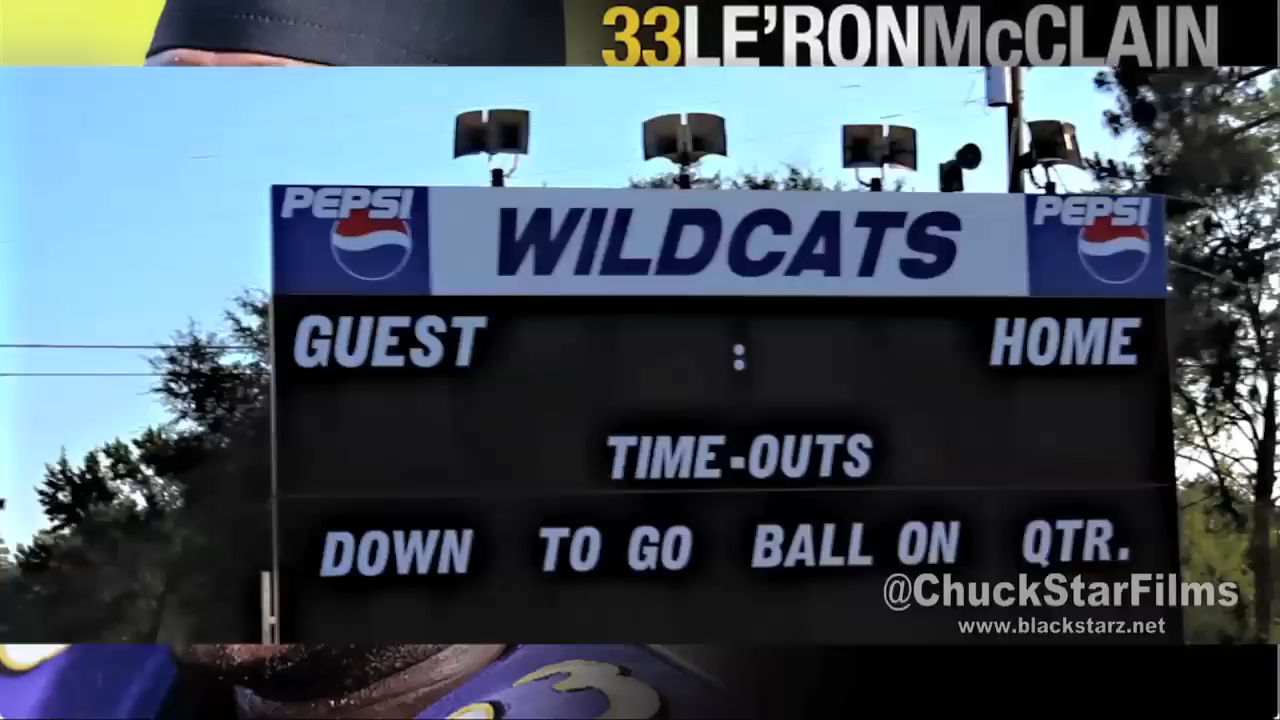 33LE'RONMcCLAIN
PEPSI WILDCATS PEPSI
GUEST : HOME
TIME-OUTS
DOWN TO GO BALL ON QTR.
@ChuckStarFilms
www.blackstarz.net